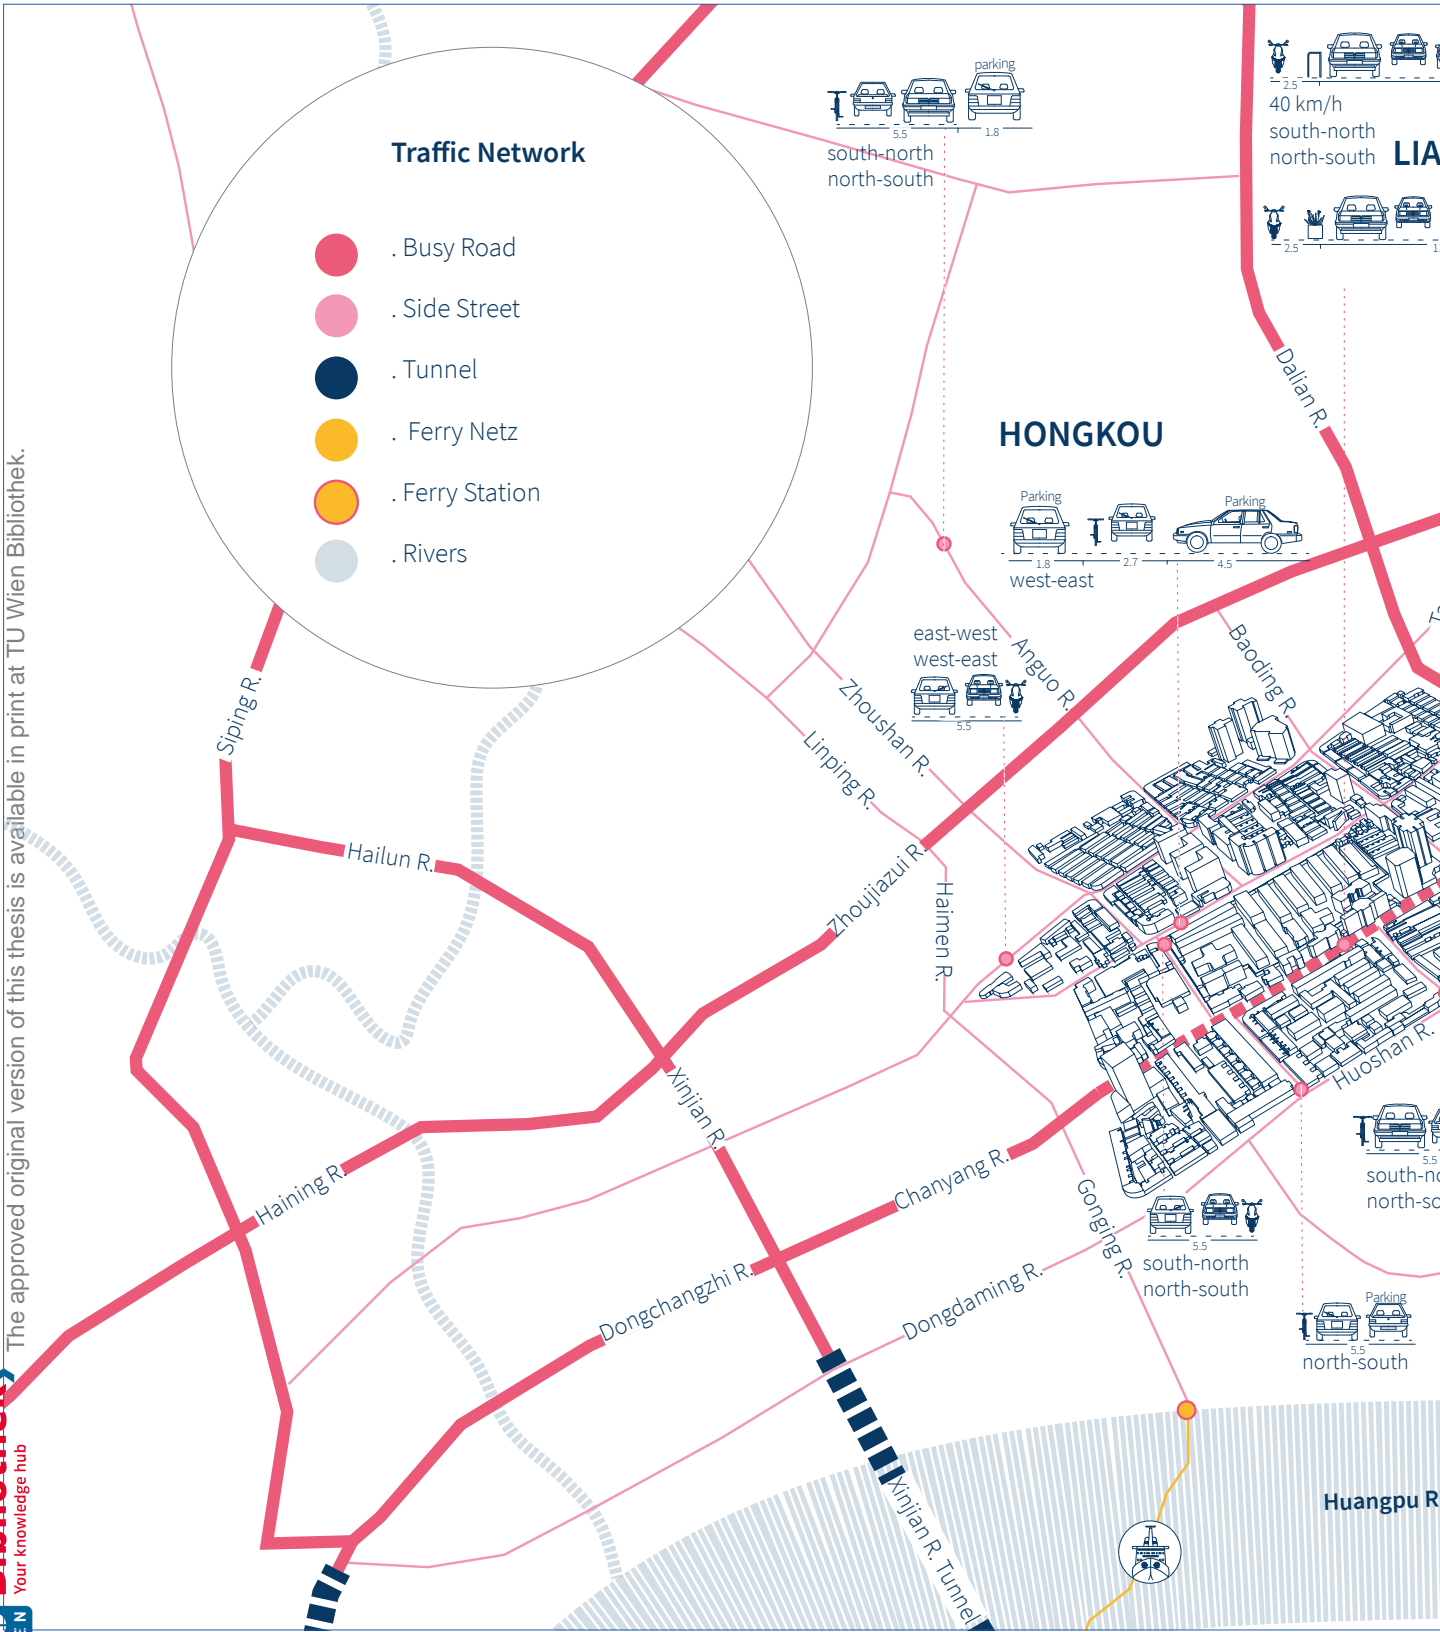 Traffic Network
. Busy Road
. Side Street
. Tunnel
. Ferry Netz
. Ferry Station
. Rivers
parking
5.5
1.8
south-north
north-south
2.5
40 km/h
south-north
north-south
LIA
2.5
1
Dalian R.
HONGKOU
Parking
Parking
1.8
2.7
4.5
west-east
east-west
west-east
5.5
Anguo R.
Baoding R.
Zhoushan R.
Linping R.
Siping R.
Hailun R.
Zhoujiazui R.
Haimen R.
Xinjian R.
Haining R.
Huoshan R.
Chanyang R.
Gonging R.
Dongchangzhi R.
Dongdaming R.
5.5
south-north
north-south
5.5
south-no
north-so
Parking
5.5
north-south
Xinjian R. Tunnel
Huangpu R
The approved original version of this thesis is available in print at TU Wien Bibliothek.
Bibliothek
Your knowledge hub
EN